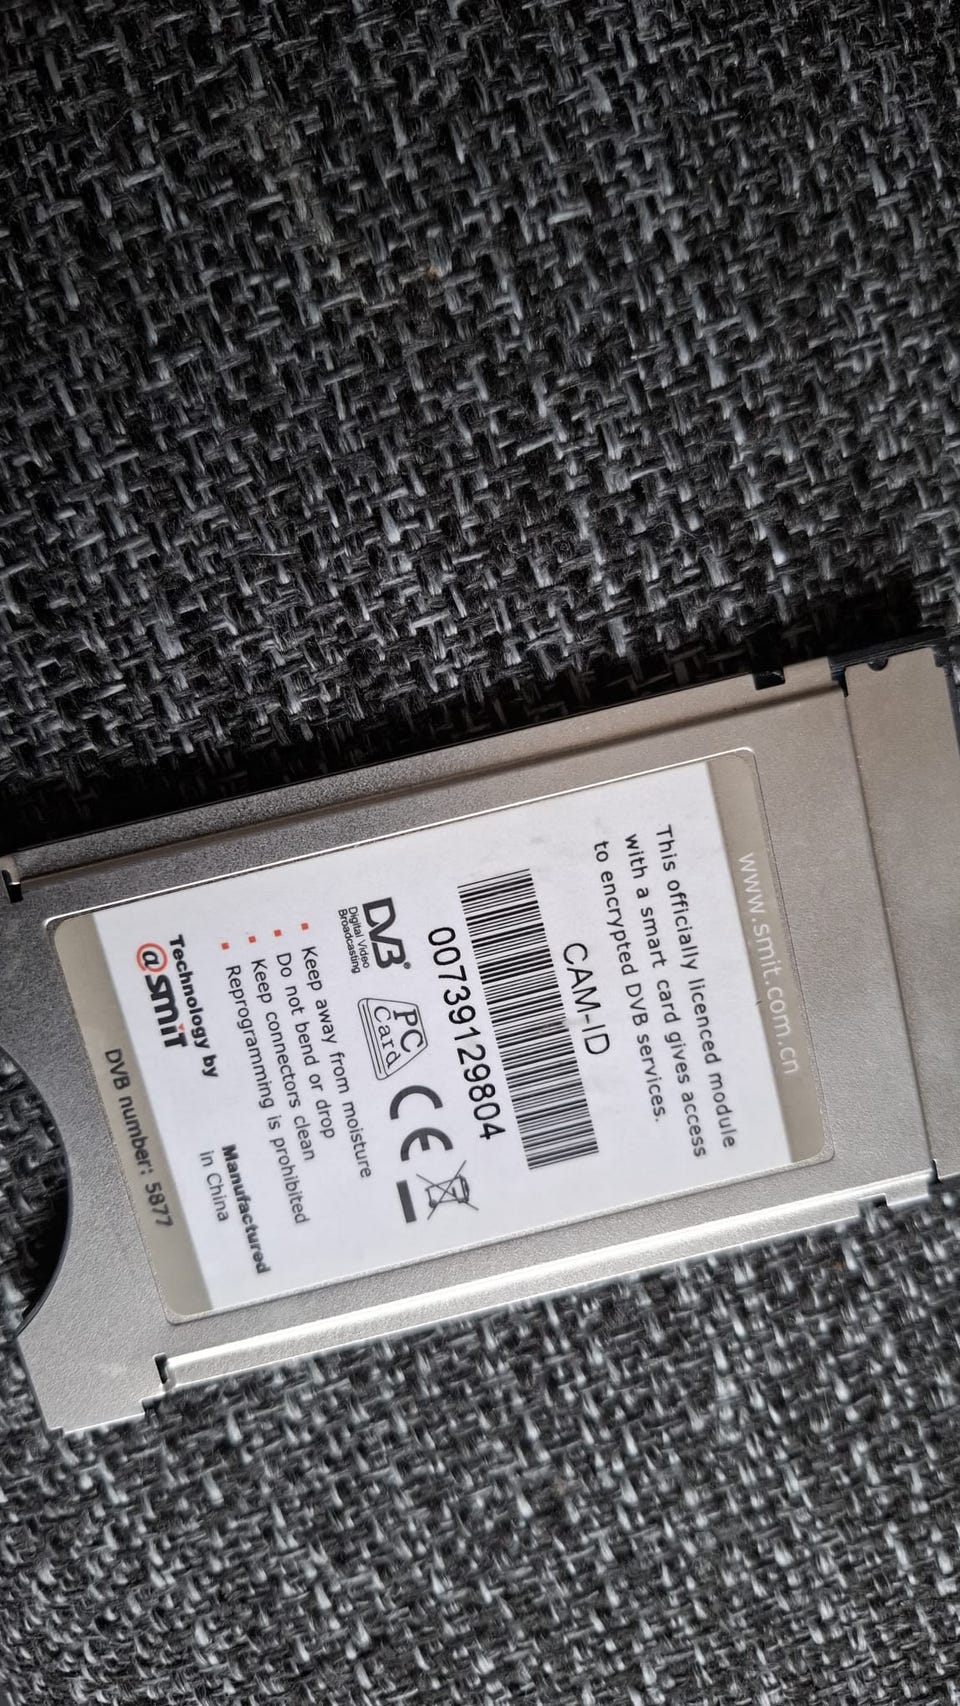 www.smit.com.cn
This officially licenced module
with a smart card gives access
to encrypted DVB services.
CAM-ID
007391129804
DVB®
Digital Video
Broadcasting
PC
Card
CE
Keep away from moisture
Do not bend or drop
Keep connectors clean
Reprogramming is prohibited
Technology by
@smit
Manufactured
in China
DVB number: 5877